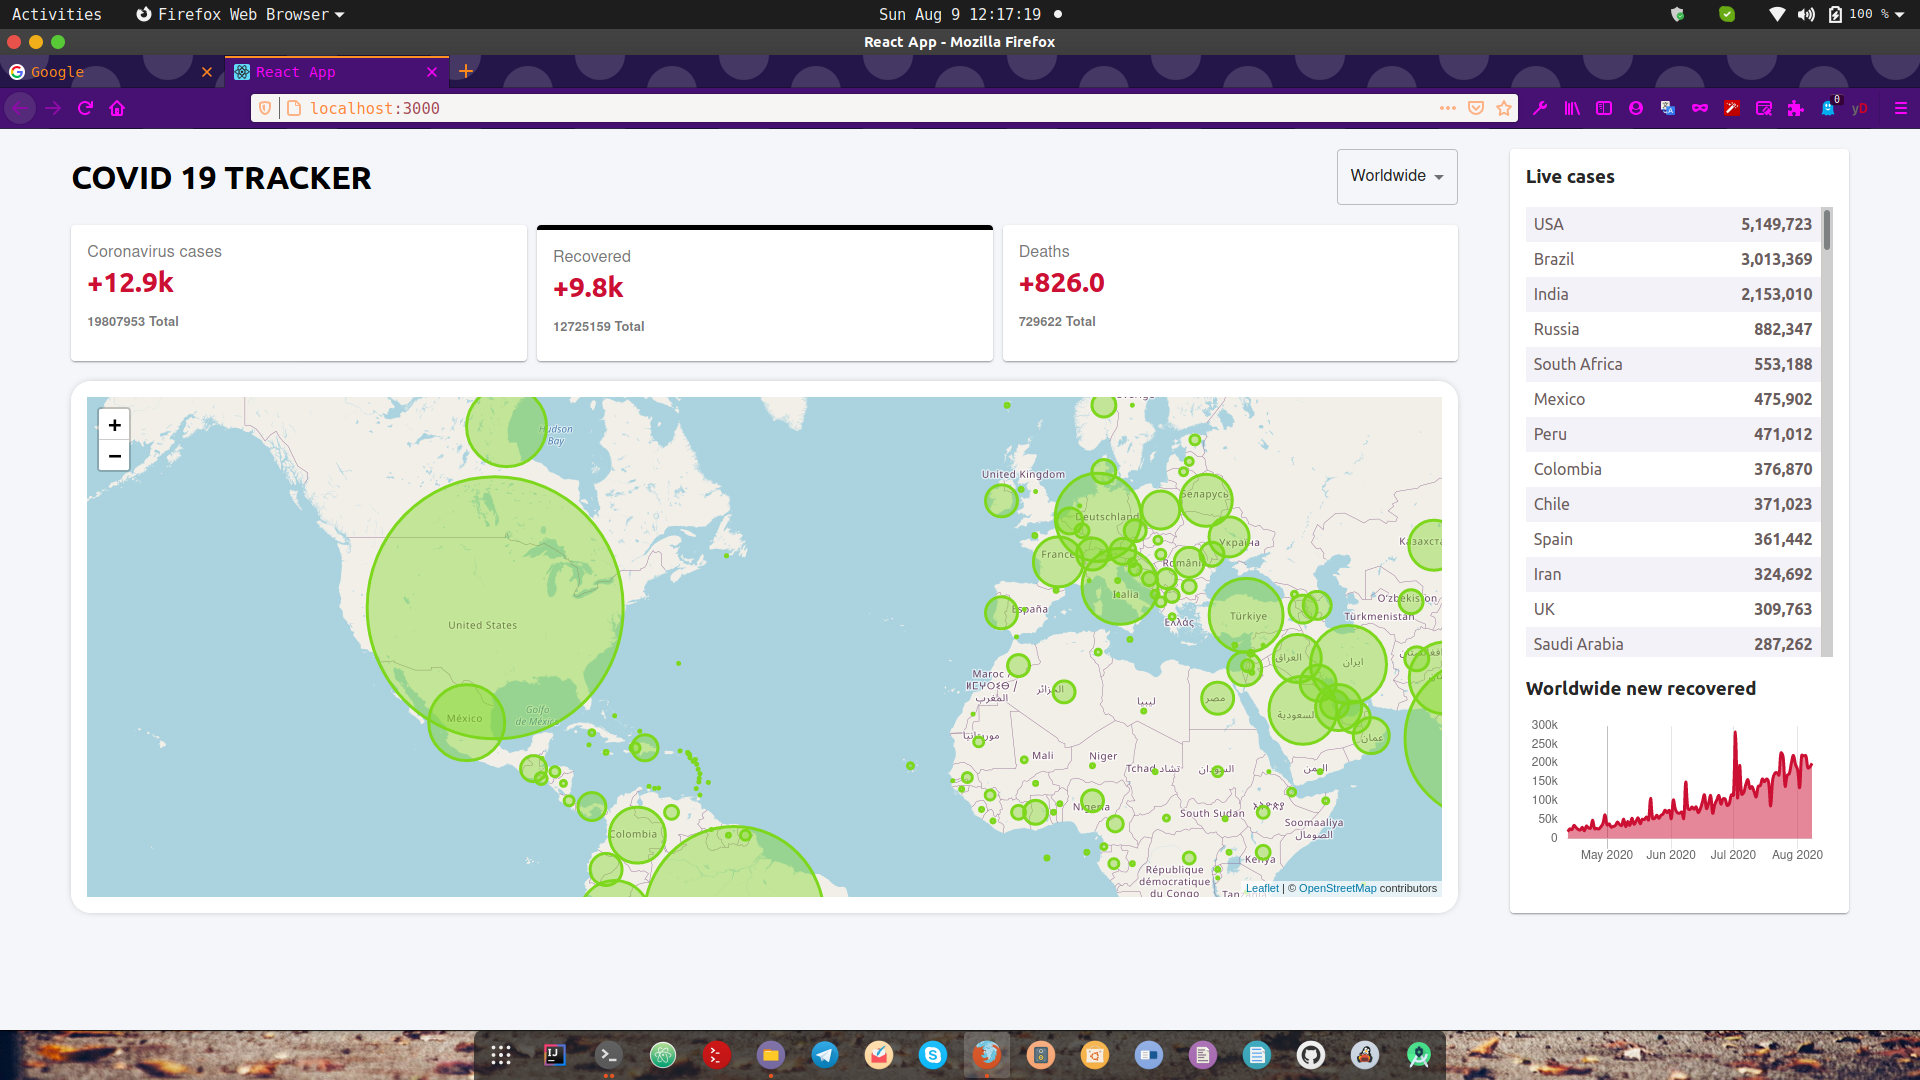 Activities
Firefox Web Browser
Sun Aug 9 12:17:19
100 %
React App - Mozilla Firefox
Google
React App
localhost:3000
0
yD
COVID 19 TRACKER
Worldwide
Coronavirus cases
+12.9k
19807953 Total
Recovered
+9.8k
12725159 Total
Deaths
+826.0
729622 Total
+
−
Hudson
Bay
United States
México
Golfo
de México
Colombia
United Kingdom
Deutschland
Беларусь
Україна
France
România
Italia
España
Ελλάς
Türkiye
Казахста
O'zbekiston
Türkmenistan
Maroc /
ⵍⵎⵖⵔⵉⴱ /
المغرب
الجزائر
ليبيا
مصر
العراق
ایران
السعودية
عمان
موريتانيا
Mali
Niger
Tchad تشاد
السودان
اليمن
Nigeria
South Sudan
Soomaaliya
الصومال
Kenya
République
démocratique
du Congo
Leaflet | © OpenStreetMap contributors
Live cases
USA 5,149,723
Brazil 3,013,369
India 2,153,010
Russia 882,347
South Africa 553,188
Mexico 475,902
Peru 471,012
Colombia 376,870
Chile 371,023
Spain 361,442
Iran 324,692
UK 309,763
Saudi Arabia 287,262
Worldwide new recovered
300k
250k
200k
150k
100k
50k
0
May 2020 Jun 2020 Jul 2020 Aug 2020
IJ